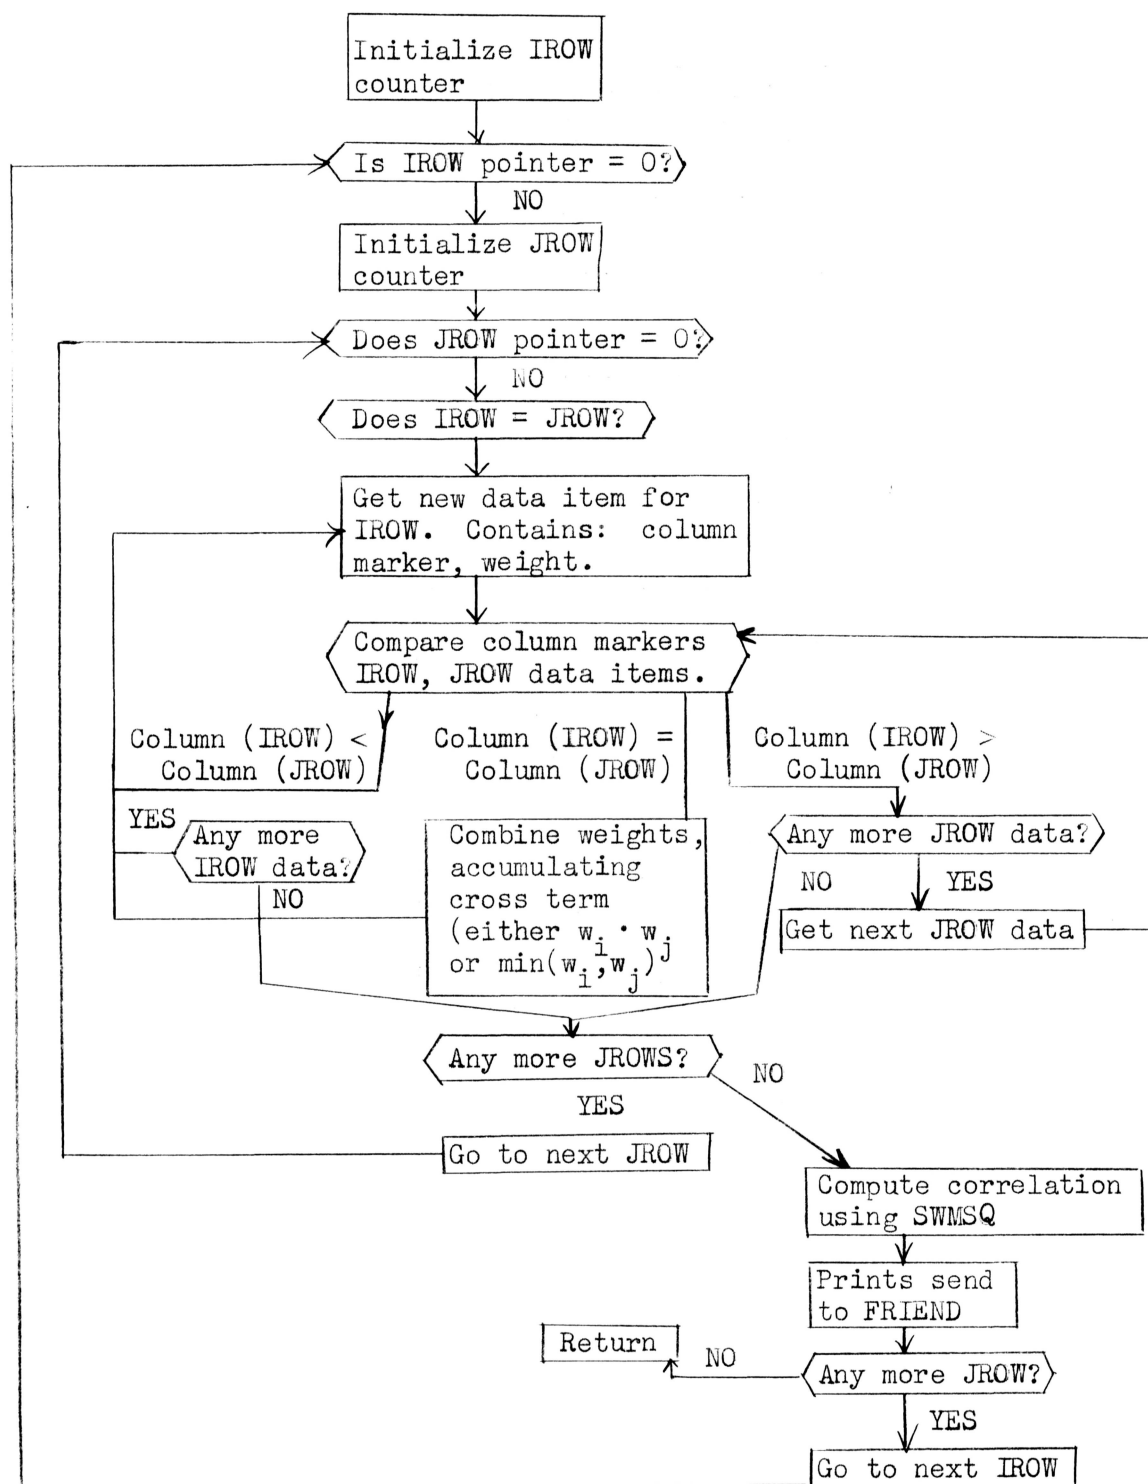 Initialize IROW
counter
Is IROW pointer = 0?
NO
Initialize JROW
counter
Does JROW pointer = 0?
NO
Does IROW = JROW?
Get new data item for
IROW. Contains: column
marker, weight.
Compare column markers
IROW, JROW data items.
Column (IROW) <
Column (JROW)
Column (IROW) =
Column (JROW)
Column (IROW) >
Column (JROW)
YES
Any more
IROW data?
NO
Combine weights,
accumulating
cross term
(either w_i · w_j
or min(w_i,w_j)
Any more JROW data?
NO
YES
Get next JROW data
Any more JROWS?
NO
YES
Go to next JROW
Compute correlation
using SWMSQ
Prints send
to FRIEND
Return
NO
Any more JROW?
YES
Go to next IROW